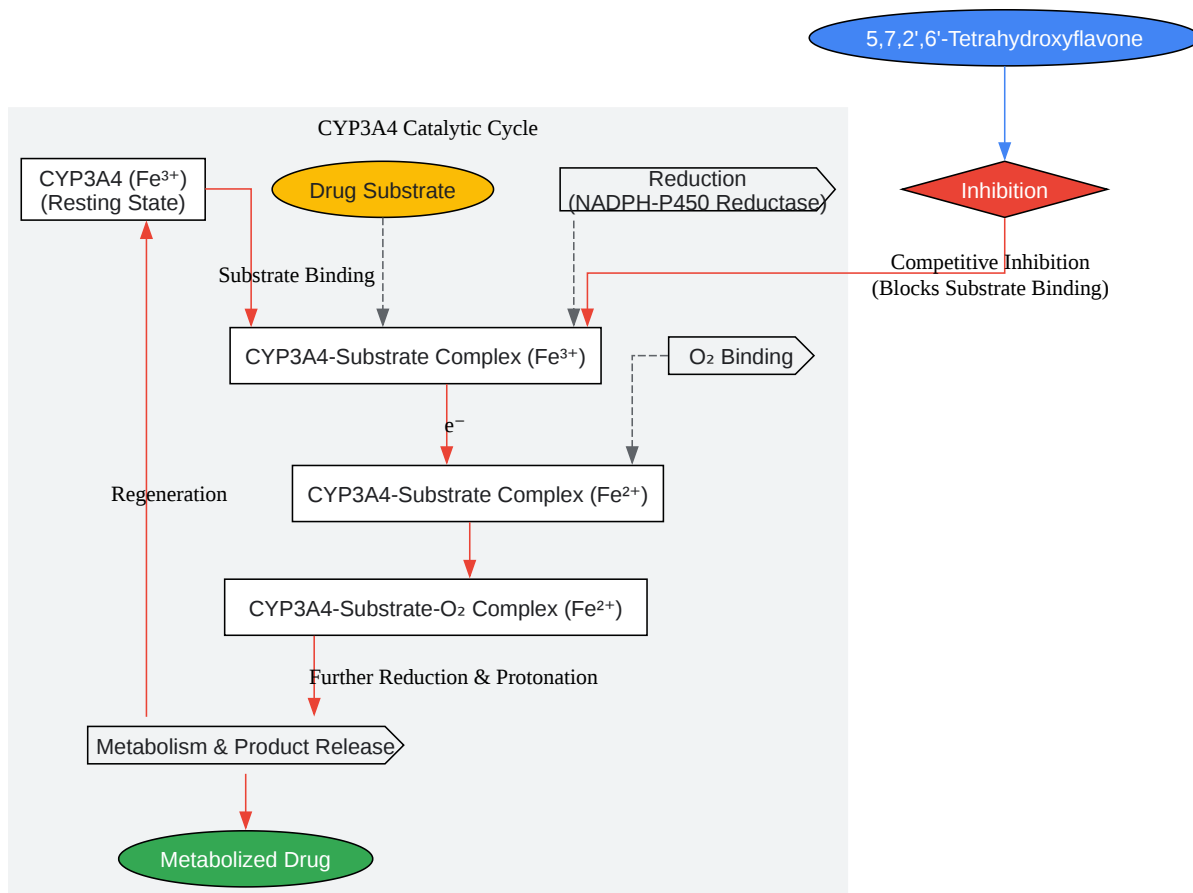 5,7,2',6'-Tetrahydroxyflavone
CYP3A4 Catalytic Cycle
CYP3A4 (Fe³⁺)
(Resting State)
Drug Substrate
Reduction
(NADPH-P450 Reductase)
Inhibition
Substrate Binding
Competitive Inhibition
(Blocks Substrate Binding)
CYP3A4-Substrate Complex (Fe³⁺)
O₂ Binding
e⁻
CYP3A4-Substrate Complex (Fe²⁺)
Regeneration
CYP3A4-Substrate-O₂ Complex (Fe²⁺)
Further Reduction & Protonation
Metabolism & Product Release
Metabolized Drug